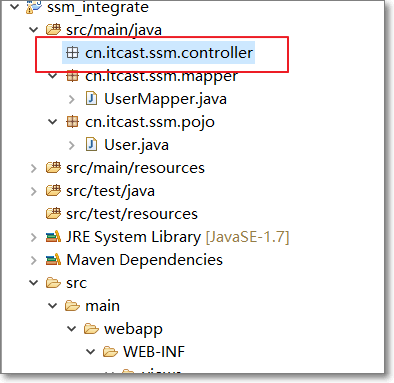 ssm_integrate
src/main/java
cn.itcast.ssm.controller
cn.itcast.ssm.mapper
UserMapper.java
cn.itcast.ssm.pojo
User.java
src/main/resources
src/test/java
src/test/resources
JRE System Library [JavaSE-1.7]
Maven Dependencies
src
main
webapp
WEB-INF
views